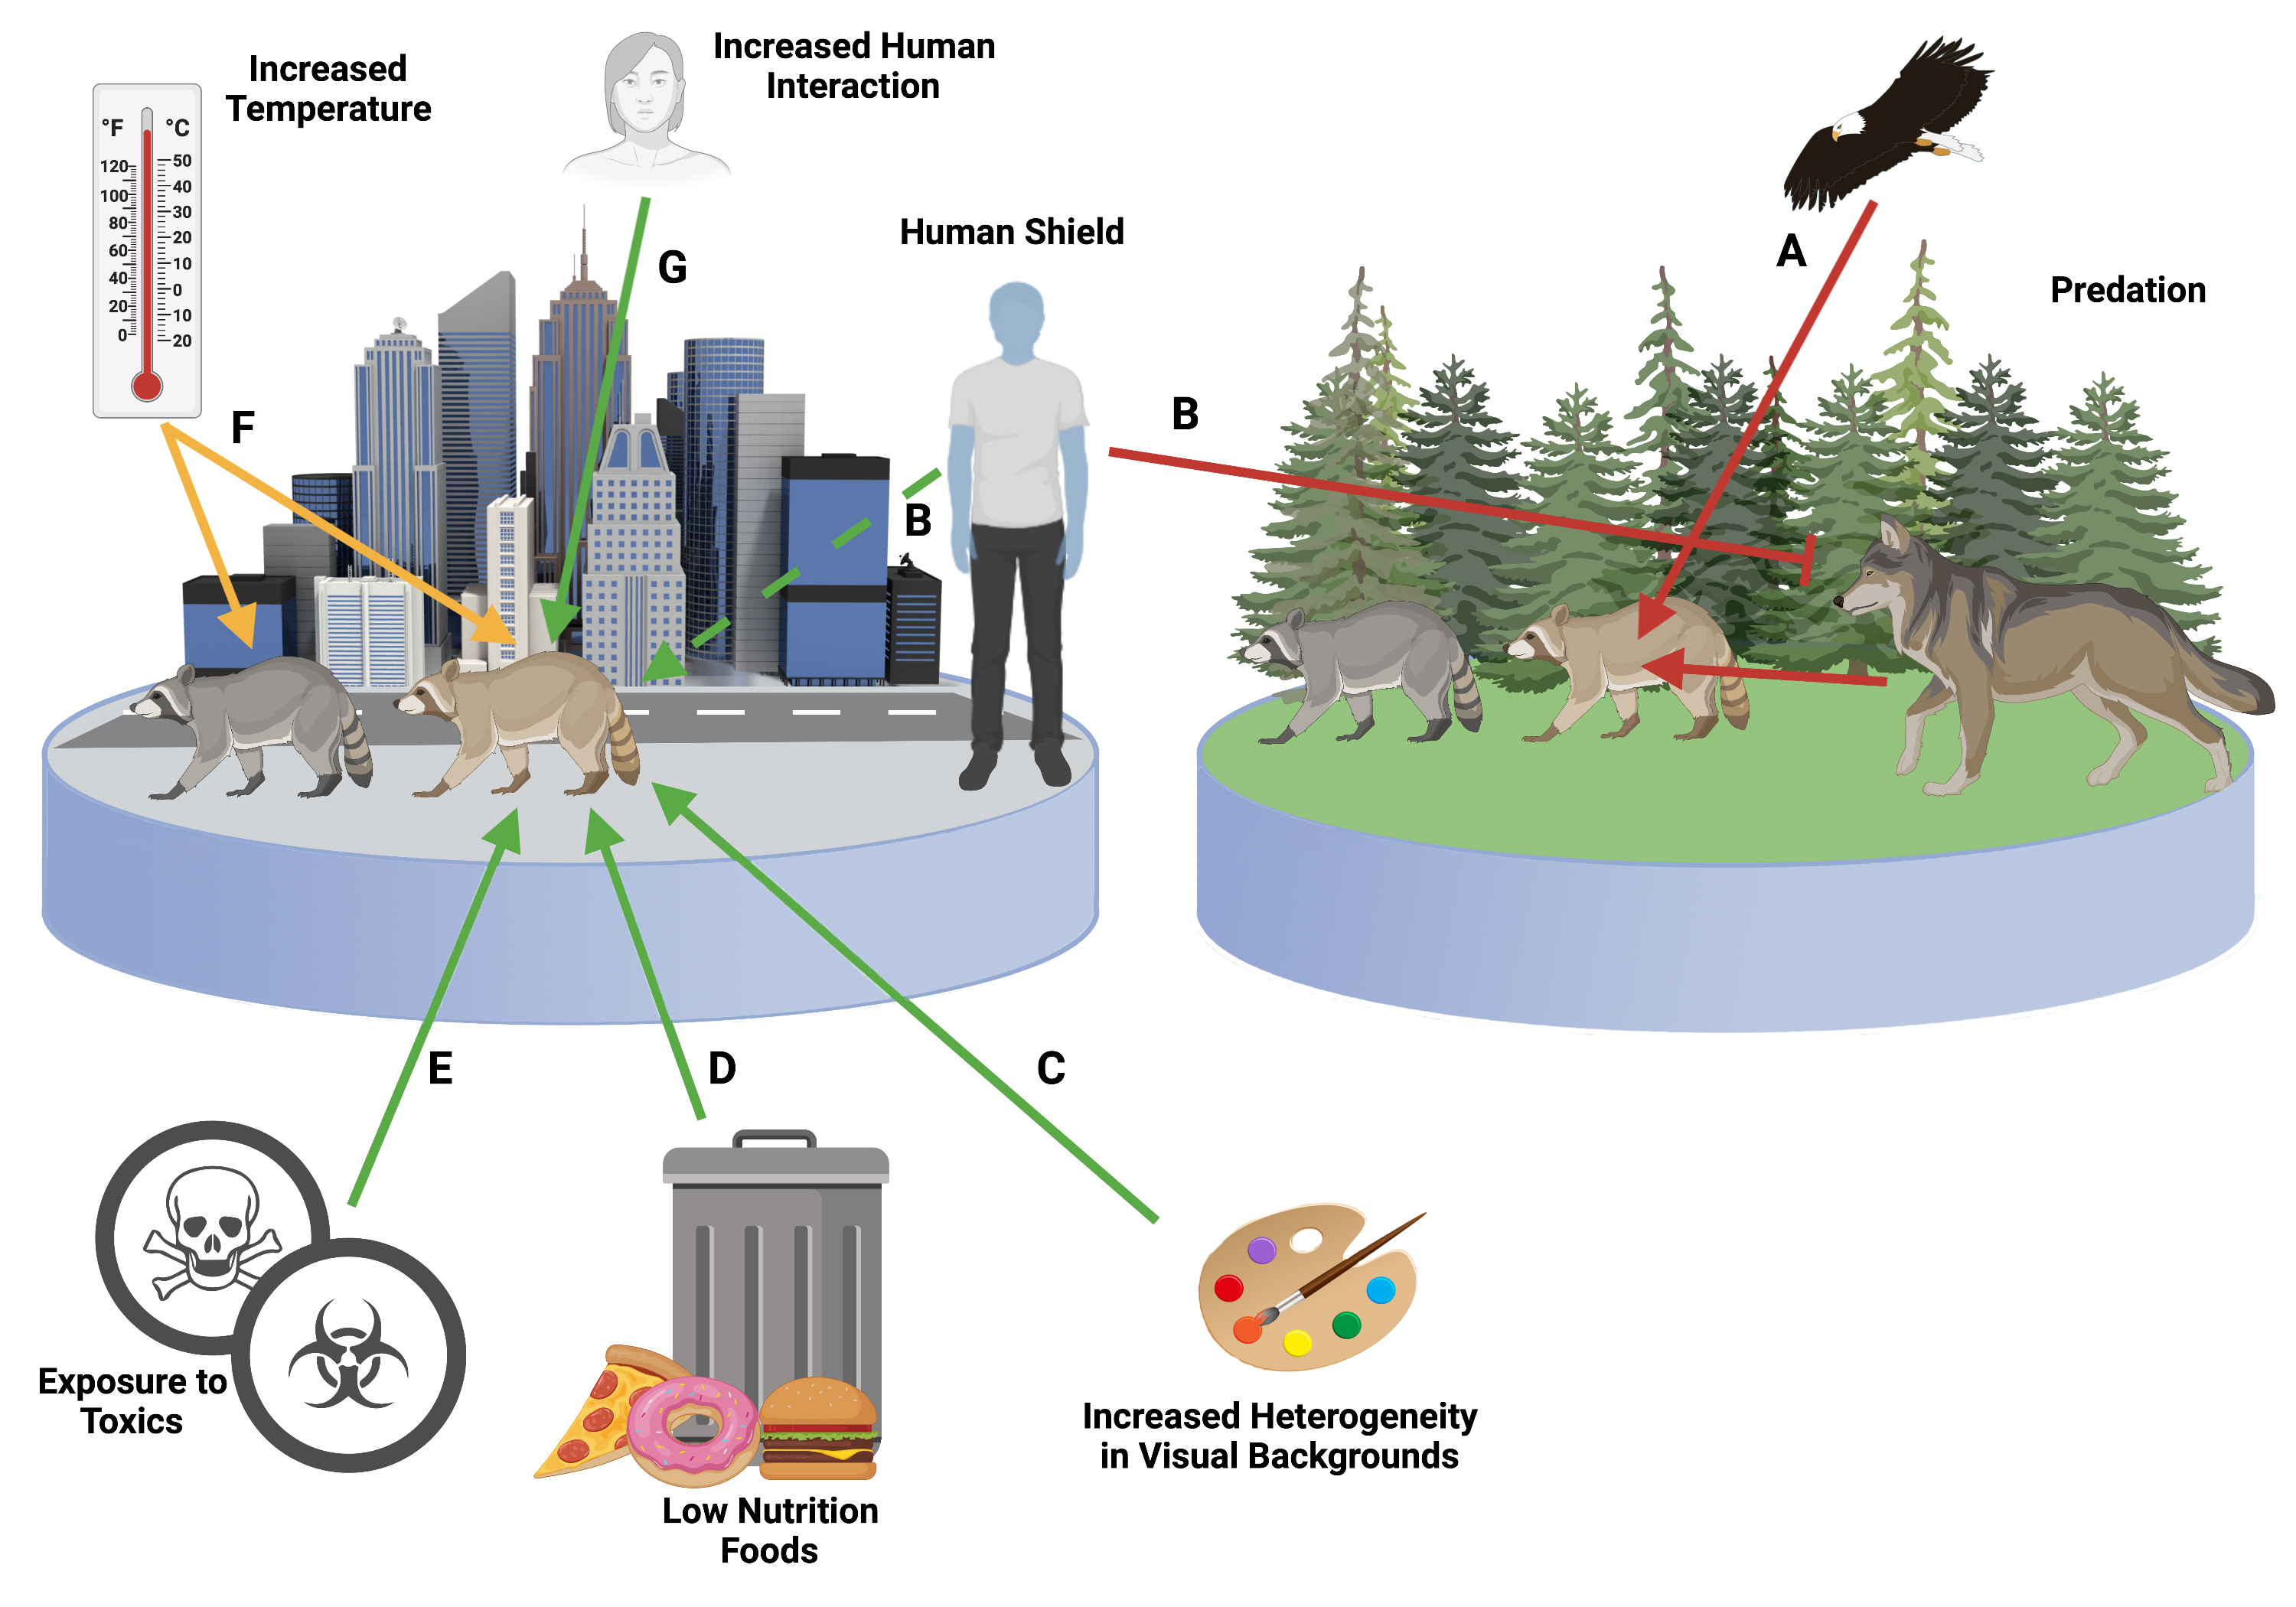 Increased
Temperature
°F
°C
120
100
80
60
40
20
0
50
40
30
20
10
0
10
20
F
Increased Human
Interaction
G
Human Shield
B
B
A
Predation
E
D
C
Exposure to
Toxics
Low Nutrition
Foods
Increased Heterogeneity
in Visual Backgrounds